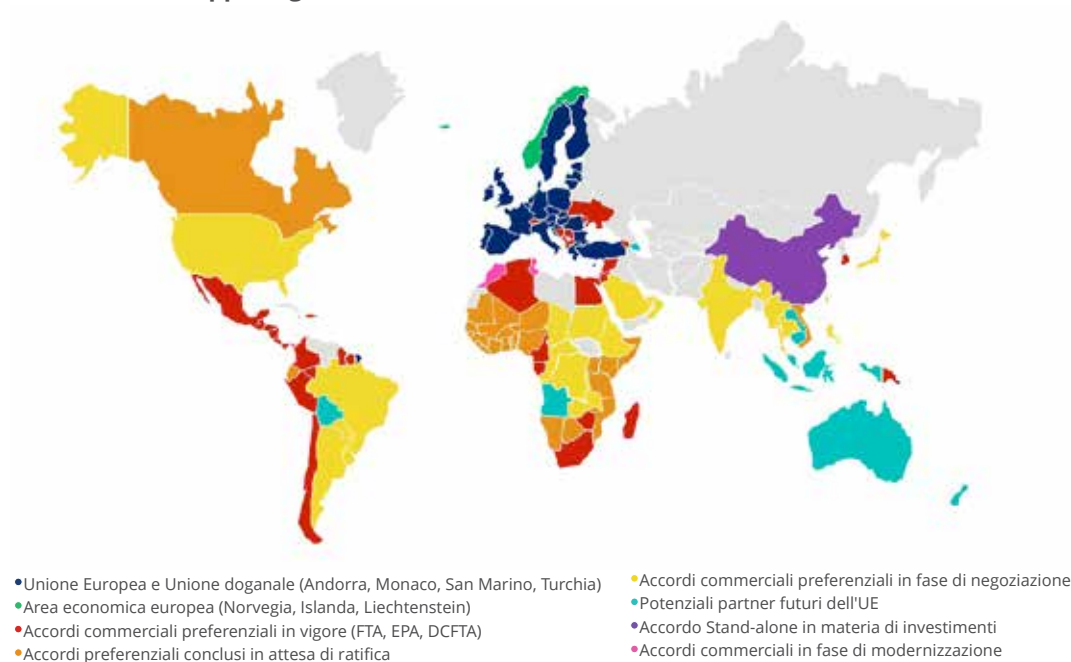 •Unione Europea e Unione doganale (Andorra, Monaco, San Marino, Turchia)
•Area economica europea (Norvegia, Islanda, Liechtenstein)
•Accordi commerciali preferenziali in vigore (FTA, EPA, DCFTA)
•Accordi preferenziali conclusi in attesa di ratifica
•Accordi commerciali preferenziali in fase di negoziazione
•Potenziali partner futuri dell'UE
•Accordo Stand-alone in materia di investimenti
•Accordi commerciali in fase di modernizzazione